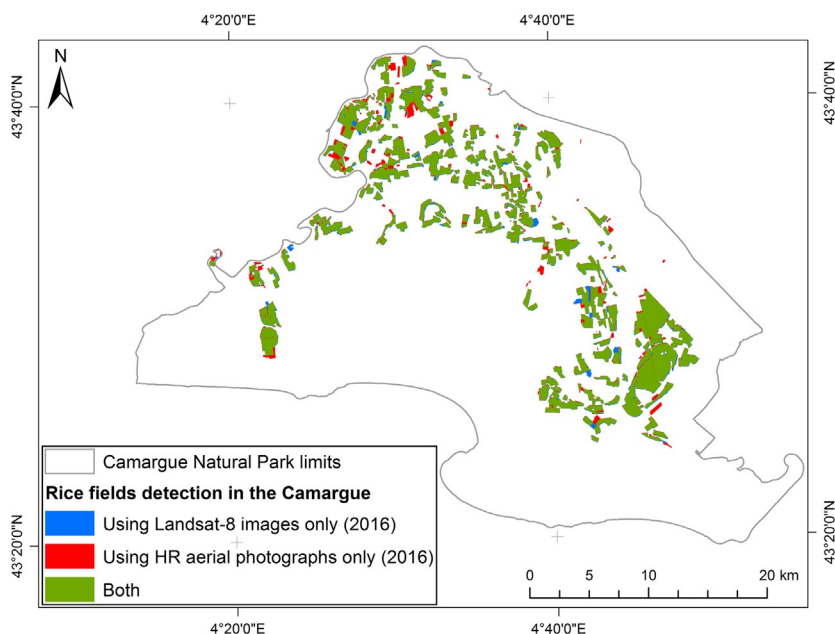 4°20'0"E 4°40'0"E
N
43°40'0"N 43°40'0"N
Camargue Natural Park limits
Rice fields detection in the Camargue
Using Landsat-8 images only (2016)
Using HR aerial photographs only (2016)
Both
0 5 10 20 km
43°20'0"N 43°20'0"N
4°20'0"E 4°40'0"E